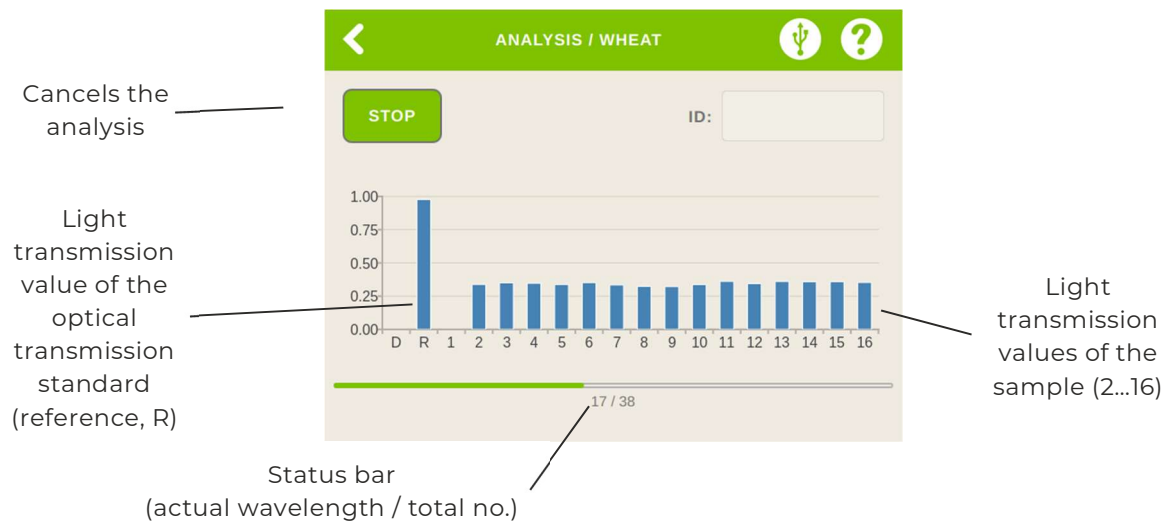 ANALYSIS / WHEAT
Cancels the
analysis
STOP
ID:
Light
transmission
value of the
optical
transmission
standard
(reference, R)
1.00
0.75
0.50
0.25
0.00
D R 1 2 3 4 5 6 7 8 9 10 11 12 13 14 15 16
Light
transmission
values of the
sample (2...16)
17 / 38
Status bar
(actual wavelength / total no.)